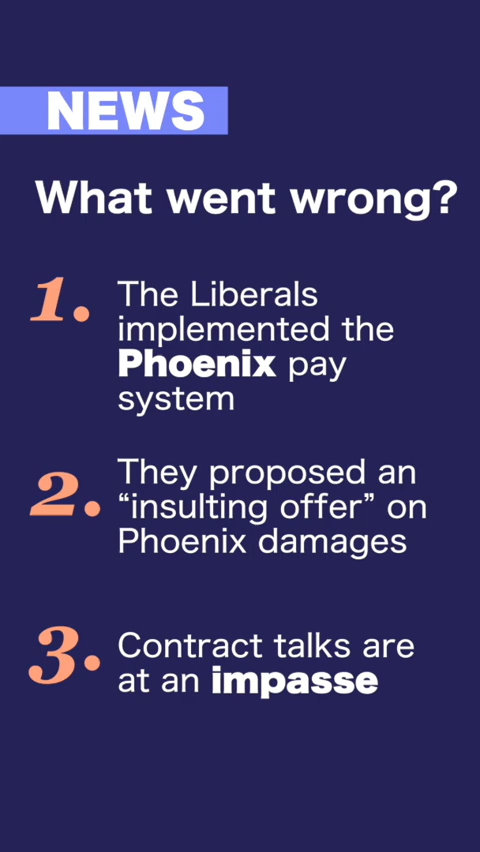 NEWS
What went wrong?
1. The Liberals
implemented the
Phoenix pay
system
2. They proposed an
“insulting offer” on
Phoenix damages
3. Contract talks are
at an impasse